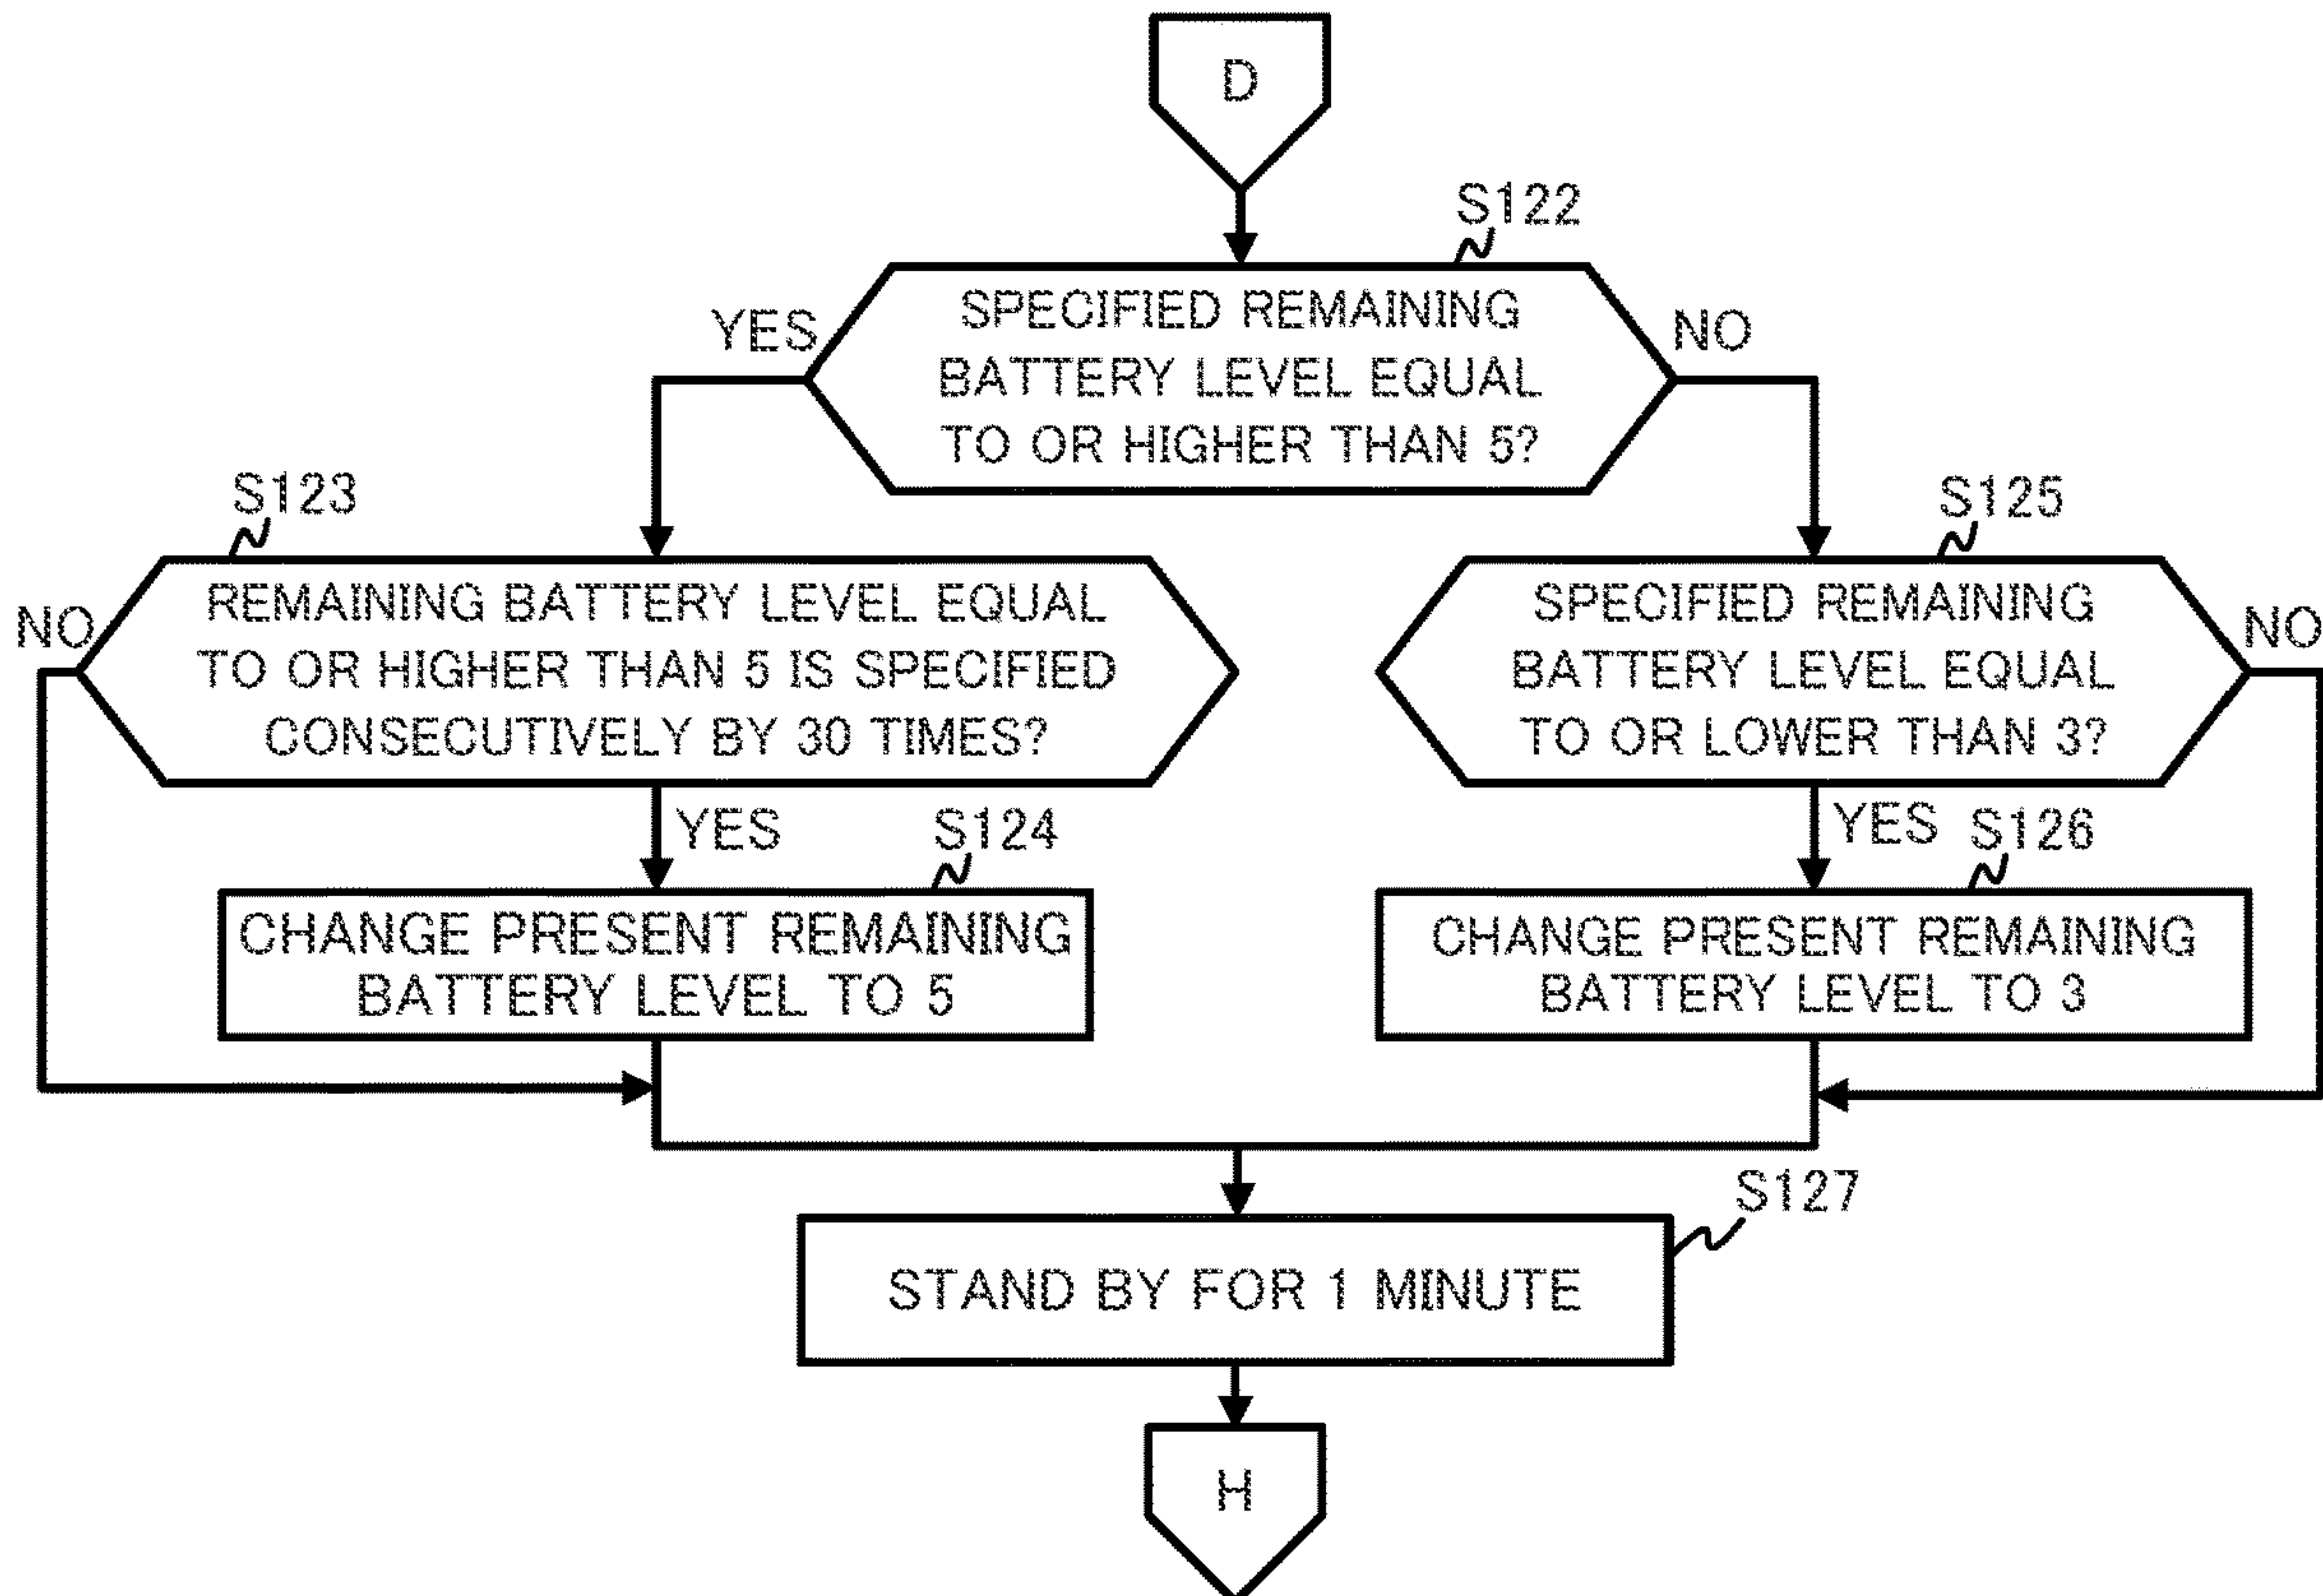 D
S122
YES
SPECIFIED REMAINING
BATTERY LEVEL EQUAL
TO OR HIGHER THAN 5?
NO
S123
NO
REMAINING BATTERY LEVEL EQUAL
TO OR HIGHER THAN 5 IS SPECIFIED
CONSECUTIVELY BY 30 TIMES?
S125
SPECIFIED REMAINING
BATTERY LEVEL EQUAL
TO OR LOWER THAN 3?
NO
YES
S124
CHANGE PRESENT REMAINING
BATTERY LEVEL TO 5
YES
S126
CHANGE PRESENT REMAINING
BATTERY LEVEL TO 3
S127
STAND BY FOR 1 MINUTE
H